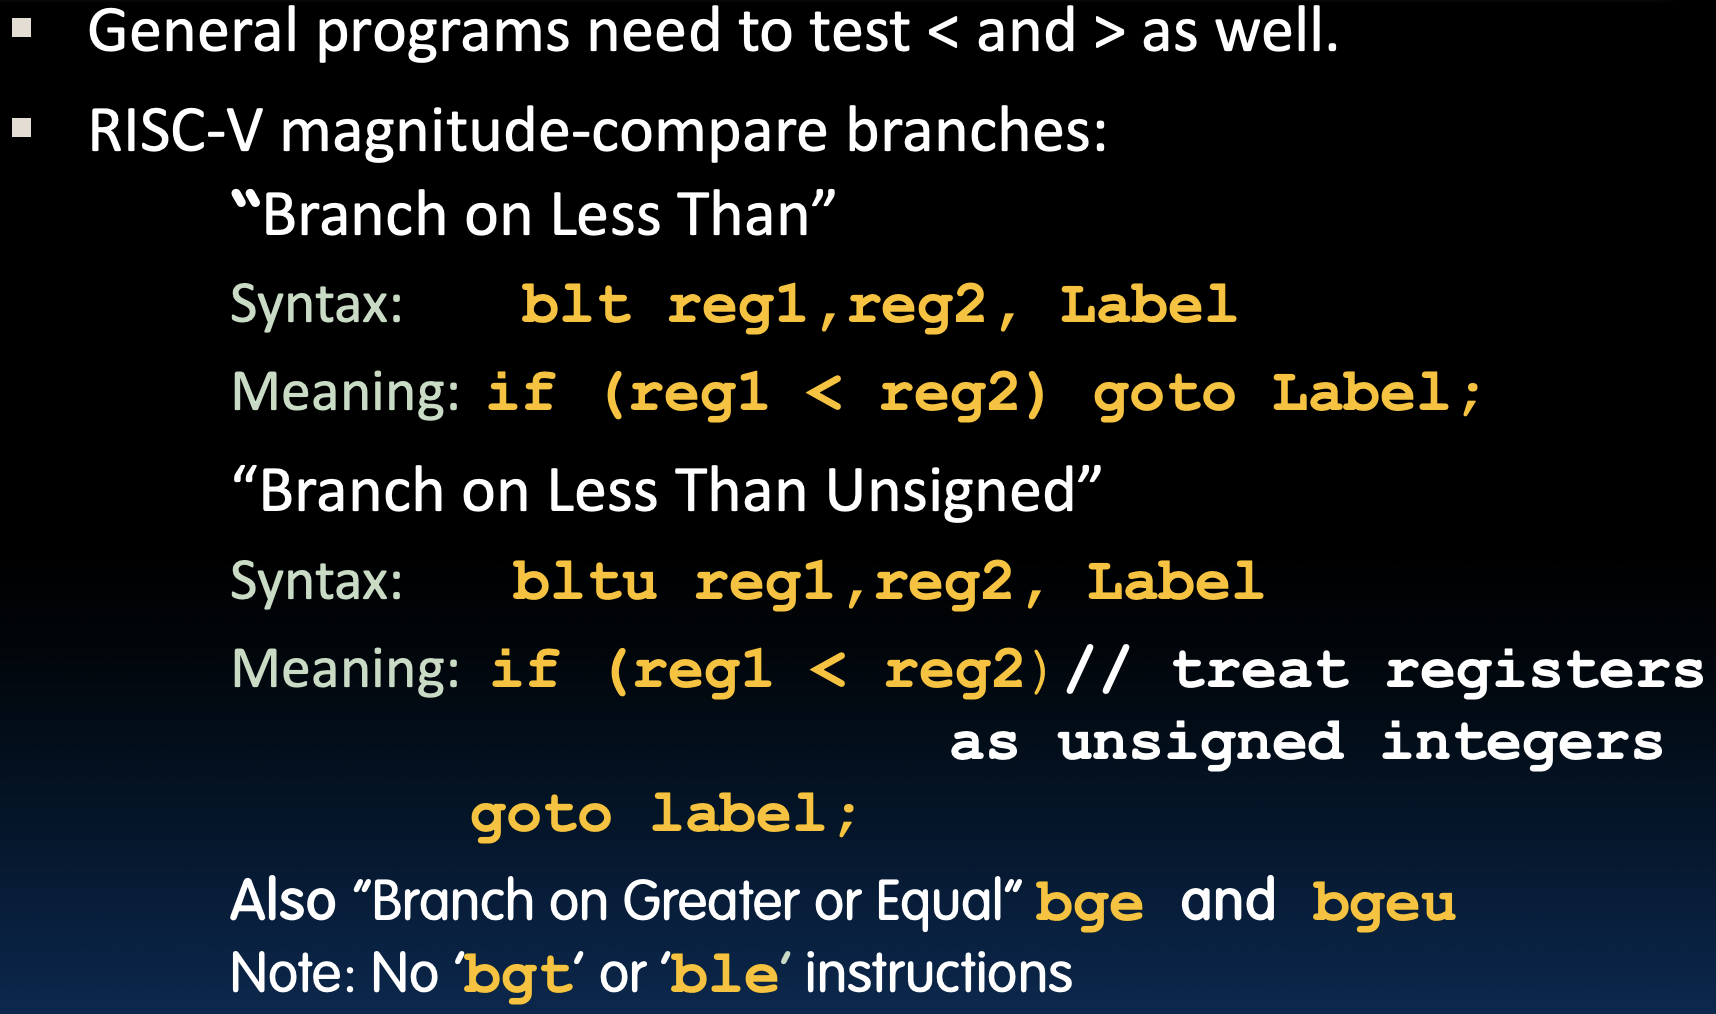 ▪ General programs need to test < and > as well.
▪ RISC-V magnitude-compare branches:
“Branch on Less Than”
Syntax: blt reg1,reg2, Label
Meaning: if (reg1 < reg2) goto Label;
“Branch on Less Than Unsigned”
Syntax: bltu reg1,reg2, Label
Meaning: if (reg1 < reg2)// treat registers
as unsigned integers
goto label;
Also “Branch on Greater or Equal” bge and bgeu
Note: No ‘bgt’ or ‘ble’ instructions